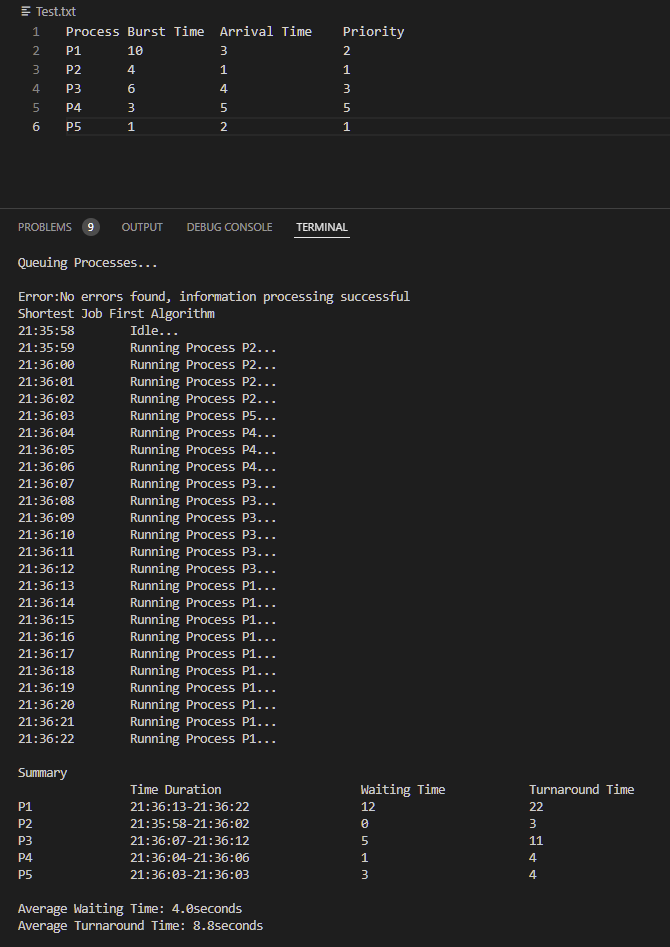 Test.txt
1 Process Burst Time Arrival Time Priority
2 P1 10 3 2
3 P2 4 1 1
4 P3 6 4 3
5 P4 3 5 5
6 P5 1 2 1
PROBLEMS 9 OUTPUT DEBUG CONSOLE TERMINAL
Queuing Processes...
Error:No errors found, information processing successful
Shortest Job First Algorithm
21:35:58 Idle...
21:35:59 Running Process P2...
21:36:00 Running Process P2...
21:36:01 Running Process P2...
21:36:02 Running Process P2...
21:36:03 Running Process P5...
21:36:04 Running Process P4...
21:36:05 Running Process P4...
21:36:06 Running Process P4...
21:36:07 Running Process P3...
21:36:08 Running Process P3...
21:36:09 Running Process P3...
21:36:10 Running Process P3...
21:36:11 Running Process P3...
21:36:12 Running Process P3...
21:36:13 Running Process P1...
21:36:14 Running Process P1...
21:36:15 Running Process P1...
21:36:16 Running Process P1...
21:36:17 Running Process P1...
21:36:18 Running Process P1...
21:36:19 Running Process P1...
21:36:20 Running Process P1...
21:36:21 Running Process P1...
21:36:22 Running Process P1...
Summary
Time Duration Waiting Time Turnaround Time
P1 21:36:13-21:36:22 12 22
P2 21:35:58-21:36:02 0 3
P3 21:36:07-21:36:12 5 11
P4 21:36:04-21:36:06 1 4
P5 21:36:03-21:36:03 3 4
Average Waiting Time: 4.0seconds
Average Turnaround Time: 8.8seconds